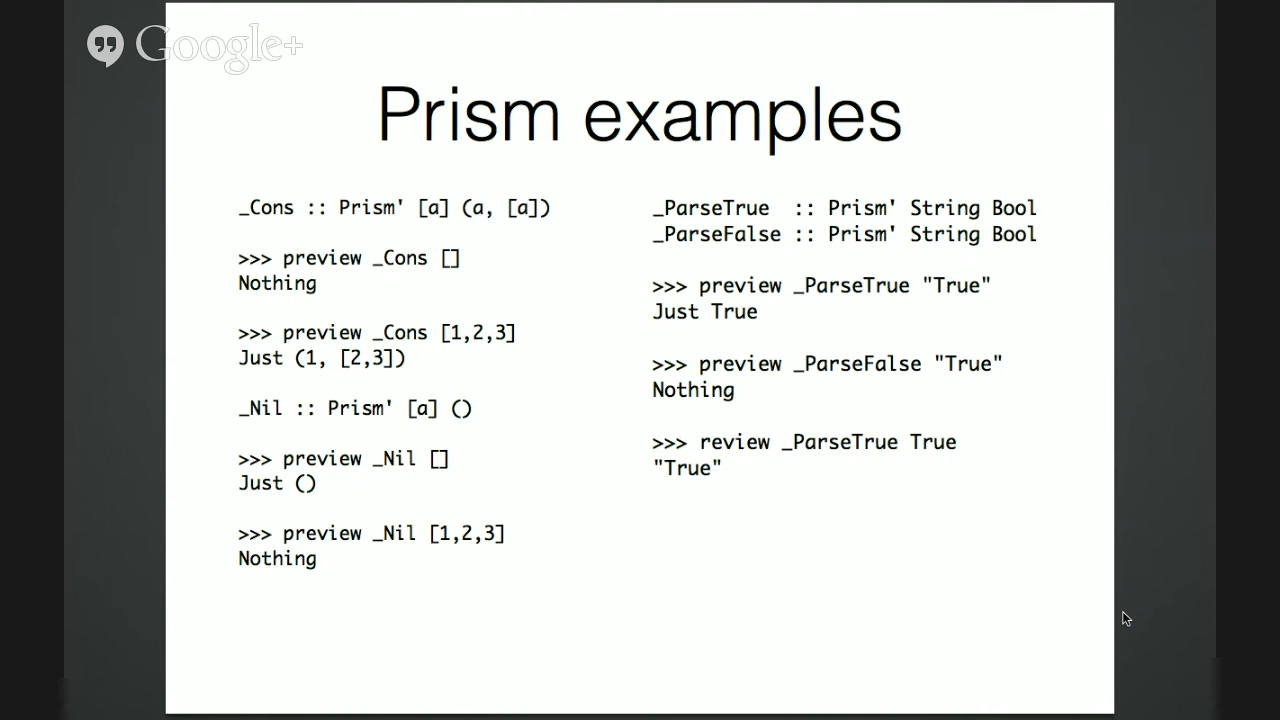 Google+
Prism examples
_Cons :: Prism' [a] (a, [a])
>>> preview _Cons []
Nothing
>>> preview _Cons [1,2,3]
Just (1, [2,3])
_Nil :: Prism' [a] ()
>>> preview _Nil []
Just ()
>>> preview _Nil [1,2,3]
Nothing
_ParseTrue  :: Prism' String Bool
_ParseFalse :: Prism' String Bool
>>> preview _ParseTrue "True"
Just True
>>> preview _ParseFalse "True"
Nothing
>>> review _ParseTrue True
"True"